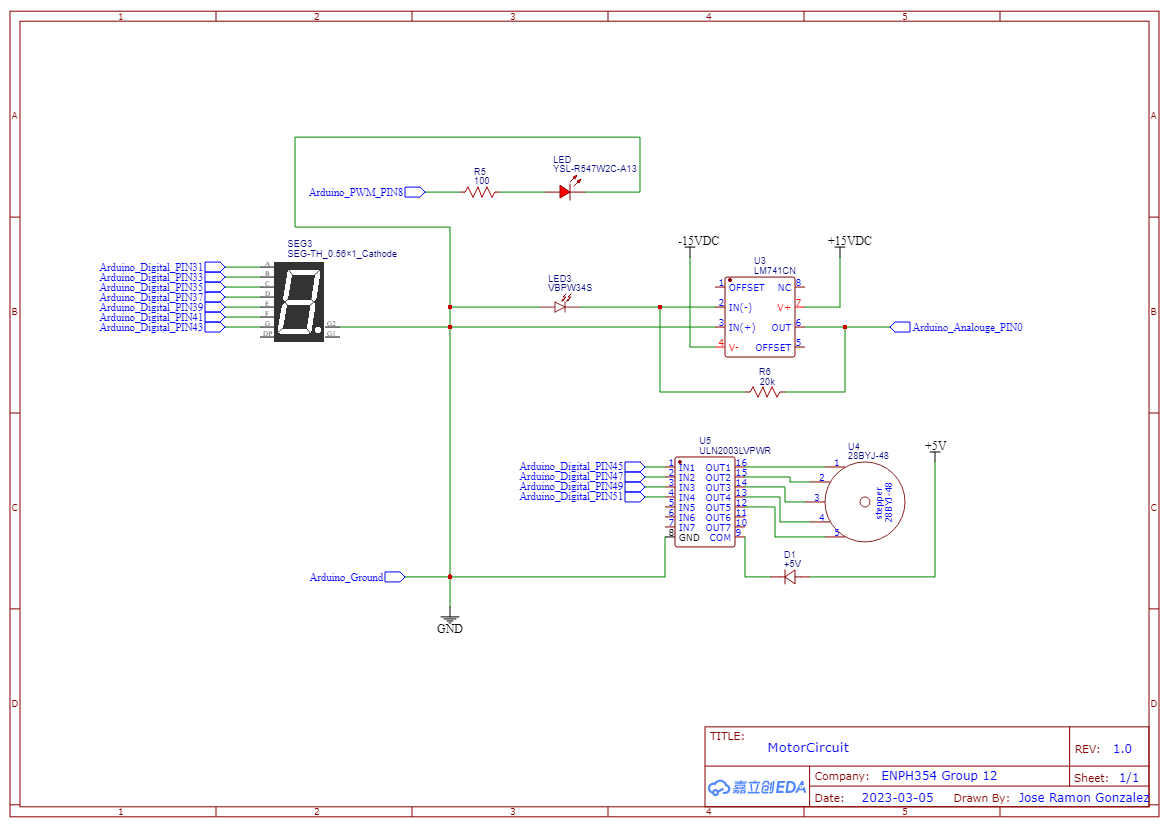 1 2 3 4 5
A A
LED
YSL-R547W2C-A13
R5
100
Arduino_PWM_PIN8
B B
SEG3
SEG-TH_0.56×1_Cathode
Arduino_Digital_PIN31
Arduino_Digital_PIN33
Arduino_Digital_PIN35
Arduino_Digital_PIN37
Arduino_Digital_PIN39
Arduino_Digital_PIN41
Arduino_Digital_PIN43
A
B
C
D
E
F
G
DP
G2
G1
LED3
VBPW34S
-15VDC
+15VDC
U3
LM741CN
1 OFFSET NC 8
2 IN(-) V+ 7
3 IN(+) OUT 6
4 V- OFFSET 5
Arduino_Analouge_PIN0
R6
20k
C C
Arduino_Digital_PIN45
Arduino_Digital_PIN47
Arduino_Digital_PIN49
Arduino_Digital_PIN51
U5
ULN2003LVPWR
1 IN1 OUT1 16
2 IN2 OUT2 15
3 IN3 OUT3 14
4 IN4 OUT4 13
5 IN5 OUT5 12
6 IN6 OUT6 11
7 IN7 OUT7 10
8 GND COM 9
U4
28BYJ-48
1
2
3
4
5
stepper
28BYJ-48
+5V
D1
+5V
Arduino_Ground
GND
D D
TITLE:
MotorCircuit
REV: 1.0
嘉立创EDA
Company: ENPH354 Group 12
Sheet: 1/1
Date: 2023-03-05 Drawn By: Jose Ramon Gonzalez
1 2 3 4 5